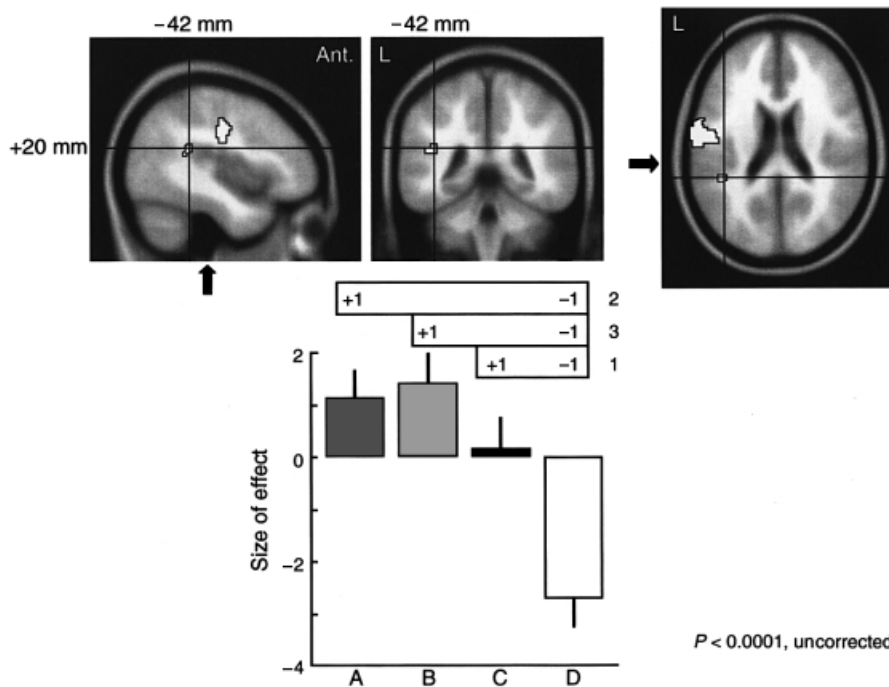 −42 mm
−42 mm
L
Ant.
L
+20 mm
+1 −1 2
+1 −1 3
+1 −1 1
2
0
−2
−4
Size of effect
A B C D
P < 0.0001, uncorrected